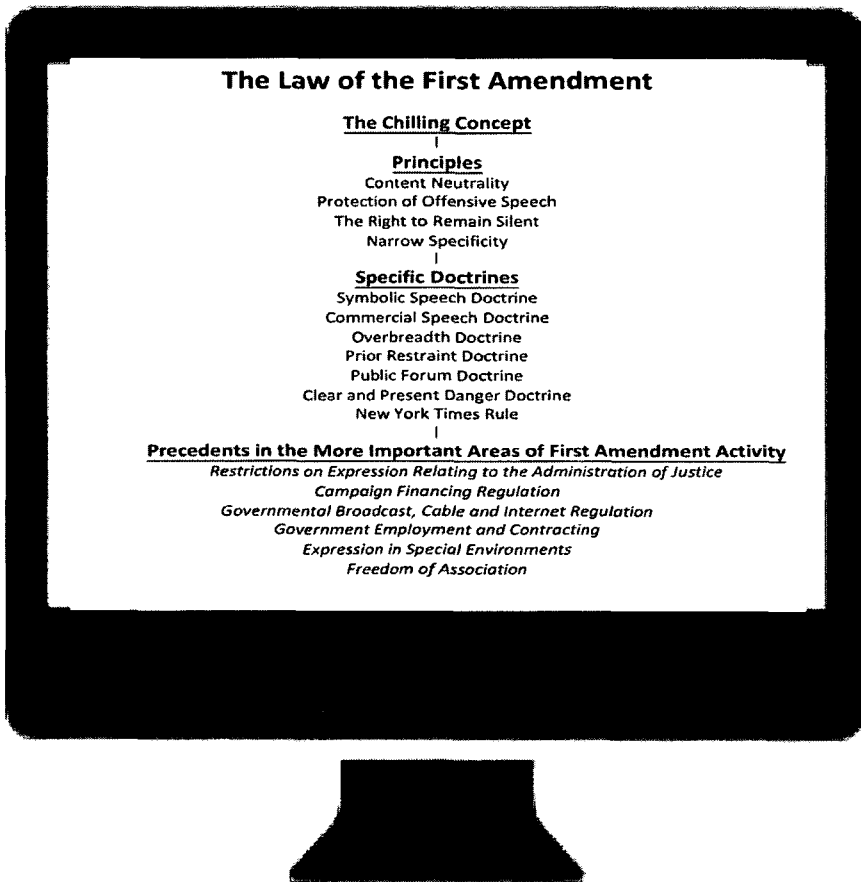 The Law of the First Amendment
The Chilling Concept
Principles
Content Neutrality
Protection of Offensive Speech
The Right to Remain Silent
Narrow Specificity
Specific Doctrines
Symbolic Speech Doctrine
Commercial Speech Doctrine
Overbreadth Doctrine
Prior Restraint Doctrine
Public Forum Doctrine
Clear and Present Danger Doctrine
New York Times Rule
Precedents in the More Important Areas of First Amendment Activity
Restrictions on Expression Relating to the Administration of Justice
Campaign Financing Regulation
Governmental Broadcast, Cable and Internet Regulation
Government Employment and Contracting
Expression in Special Environments
Freedom of Association